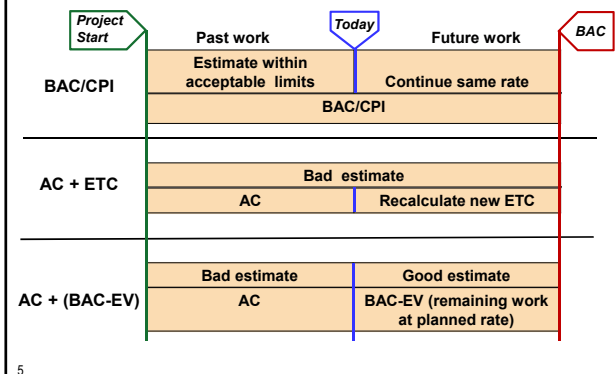 Project
Start
Past work
Today
Future work
BAC
BAC/CPI
Estimate within
acceptable limits
Continue same rate
BAC/CPI
AC + ETC
Bad estimate
AC
Recalculate new ETC
AC + (BAC-EV)
Bad estimate
Good estimate
AC
BAC-EV (remaining work
at planned rate)
5